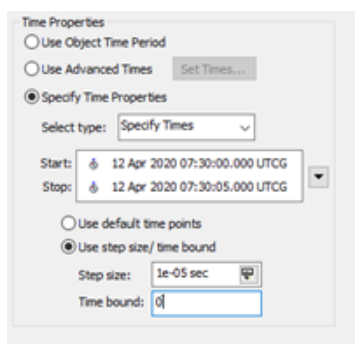 Time Properties
Use Object Time Period
Use Advanced Times Set Times...
Specify Time Properties
Select type: Specify Times
Start: 12 Apr 2020 07:30:00.000 UTCG
Stop: 12 Apr 2020 07:30:05.000 UTCG
Use default time points
Use step size/ time bound
Step size: 1e-05 sec
Time bound: 0